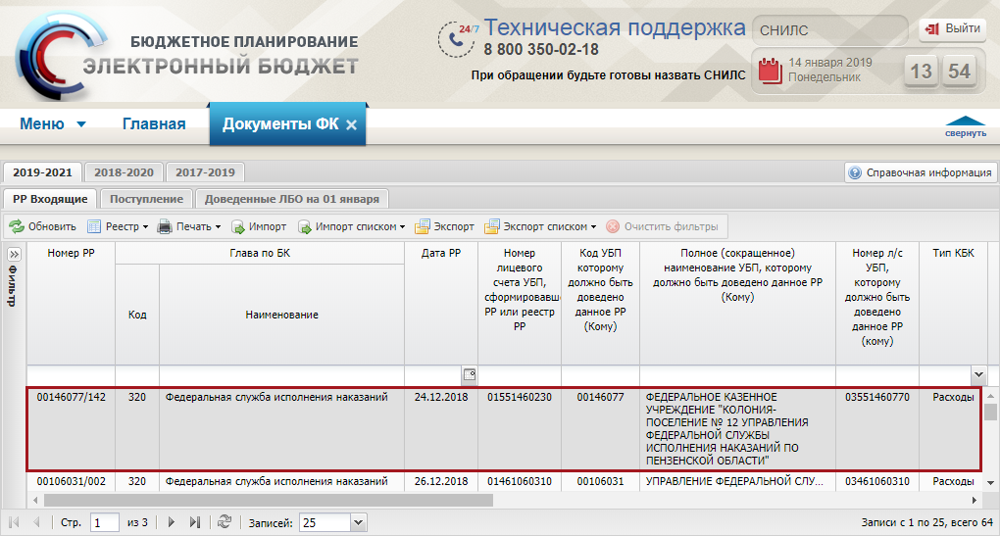 БЮДЖЕТНОЕ ПЛАНИРОВАНИЕ
ЭЛЕКТРОННЫЙ БЮДЖЕТ
24/7
Техническая поддержка
8 800 350-02-18
При обращении будьте готовы назвать СНИЛС
СНИЛС
Выйти
14 января 2019
Понедельник
13 54
Меню
Главная
Документы ФК
свернуть
2019-2021
2018-2020
2017-2019
Справочная информация
РР Входящие
Поступление
Доведенные ЛБО на 01 января
Обновить
Реестр
Печать
Импорт
Импорт списком
Экспорт
Экспорт списком
Очистить фильтры
Фильтр
Номер РР
Глава по БК
Код
Наименование
Дата РР
Номер
лицевого
счета УБП,
сформировавш
РР или реестр
РР
Код УБП
которому
должно быть
доведено
данное РР
(Кому)
Полное (сокращенное)
наименование УБП, которому
должно быть доведено данное РР
(Кому)
Номер л/с
УБП,
которому
должно быть
доведено
данное РР
(кому)
Тип КБК
00146077/142 320 Федеральная служба исполнения наказаний 24.12.2018 01551460230 00146077 ФЕДЕРАЛЬНОЕ КАЗЕННОЕ 03551460770 Расходы
УЧРЕЖДЕНИЕ "КОЛОНИЯ-
ПОСЕЛЕНИЕ № 12 УПРАВЛЕНИЯ
ФЕДЕРАЛЬНОЙ СЛУЖБЫ
ИСПОЛНЕНИЯ НАКАЗАНИЙ ПО
ПЕНЗЕНСКОЙ ОБЛАСТИ"
00106031/002 320 Федеральная служба исполнения наказаний 26.12.2018 01461060310 00106031 УПРАВЛЕНИЕ ФЕДЕРАЛЬНОЙ СЛУ... 03461060310 Расходы
Стр. 1 из 3
Записей: 25
Записи с 1 по 25, всего 64